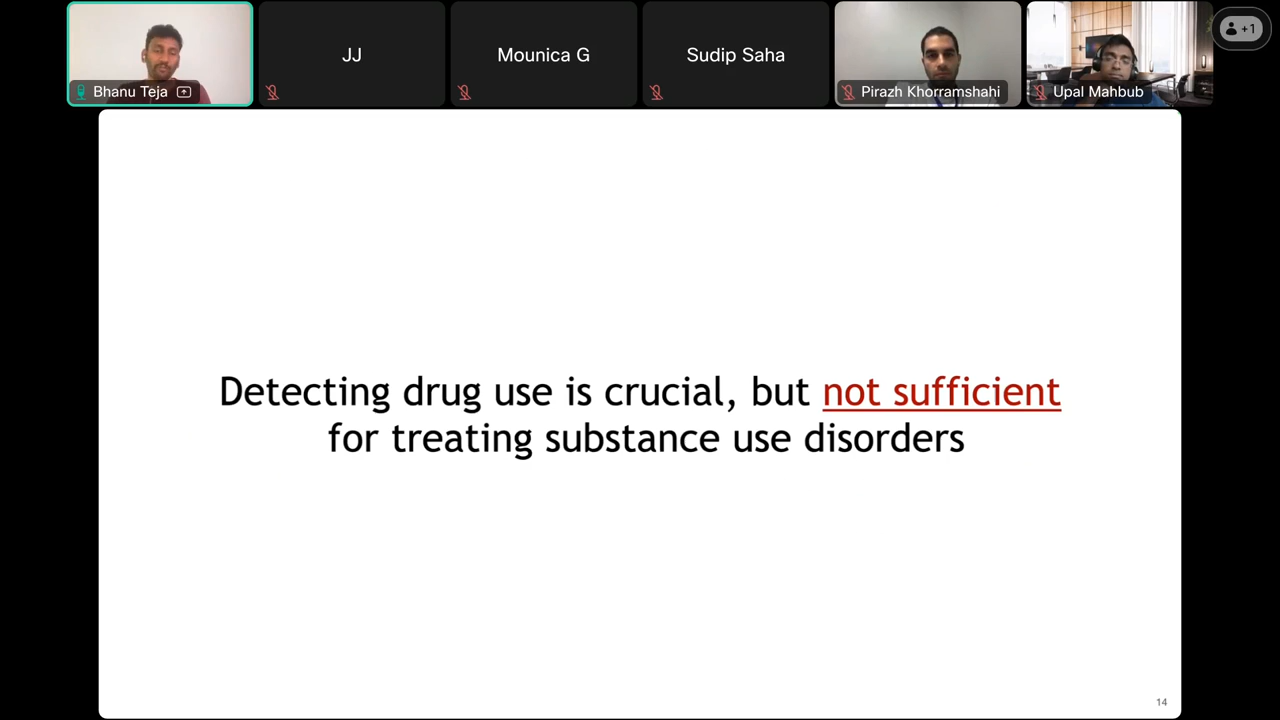 Bhanu Teja
JJ
Mounica G
Sudip Saha
Pirazh Khorramshahi
Upal Mahbub
+1
Detecting drug use is crucial, but not sufficient
for treating substance use disorders
14